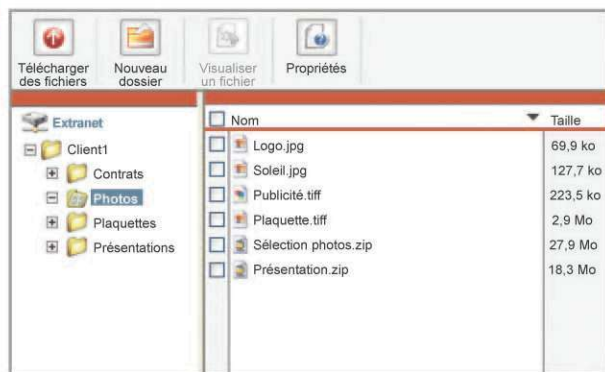 Télécharger des fichiers
Nouveau dossier
Visualiser un fichier
Propriétés
Extranet
Client1
Contrats
Photos
Plaquettes
Présentations
Nom Taille
Logo.jpg 69,9 ko
Soleil.jpg 127,7 ko
Publicité.tiff 223,5 ko
Plaquette.tiff 2,9 Mo
Sélection photos.zip 27,9 Mo
Présentation.zip 18,3 Mo